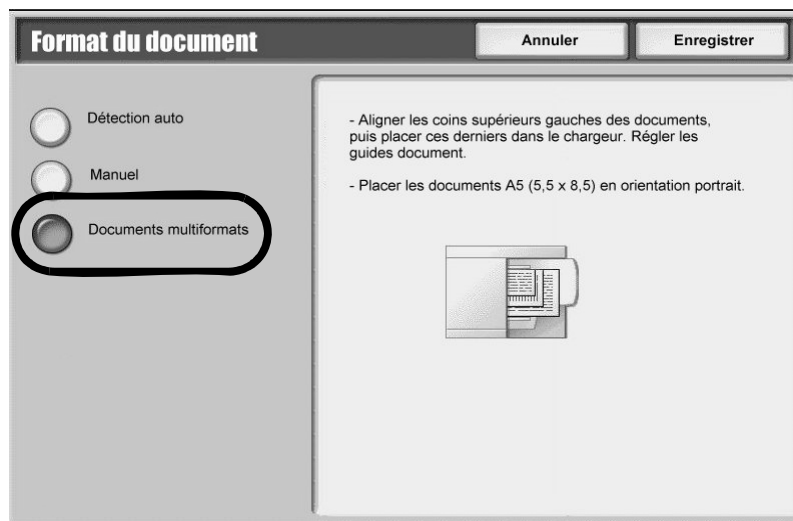 Format du document
Annuler
Enregistrer
Détection auto
Manuel
Documents multiformats
- Aligner les coins supérieurs gauches des documents,
puis placer ces derniers dans le chargeur. Régler les
guides document.
- Placer les documents A5 (5,5 x 8,5) en orientation portrait.